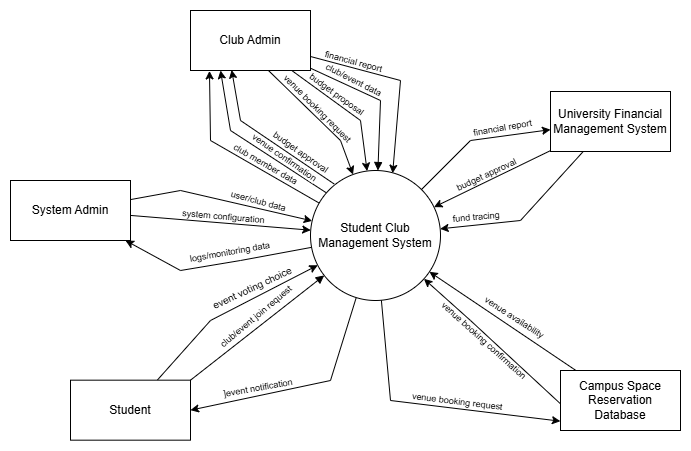 Club Admin
financial report
club/event data
budget proposal
venue booking request
budget approval
venue confirmation
club member data
University Financial
Management System
financial report
budget approval
fund tracing
System Admin
user/club data
system configuration
logs/monitoring data
Student Club
Management System
event voting choice
club/event join request
]event notification
Student
venue availability
venue booking confirmation
venue booking request
Campus Space
Reservation
Database